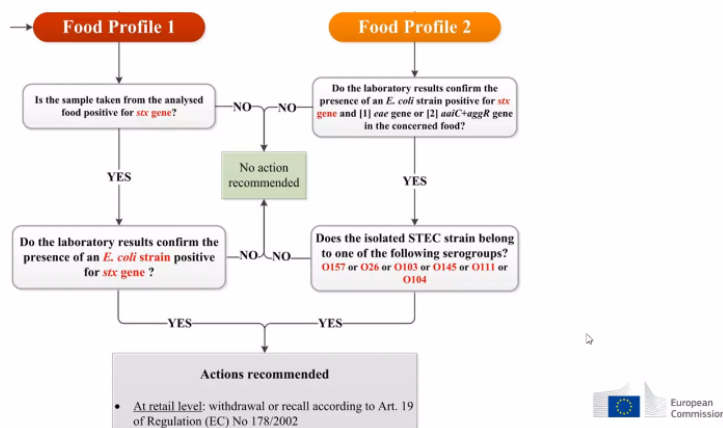 Food Profile 1
Food Profile 2
Is the sample taken from the analysed
food positive for stx gene?
NO
NO
Do the laboratory results confirm the
presence of an E. coli strain positive for stx
gene and [1] eae gene or [2] aaiC+aggR gene
in the concerned food?
No action
recommended
YES
YES
Do the laboratory results confirm the
presence of an E. coli strain positive
for stx gene ?
NO
NO
Does the isolated STEC strain belong
to one of the following serogroups?
O157 or O26 or O103 or O145 or O111 or
O104
YES
YES
Actions recommended
• At retail level: withdrawal or recall according to Art. 19
of Regulation (EC) No 178/2002
European
Commission